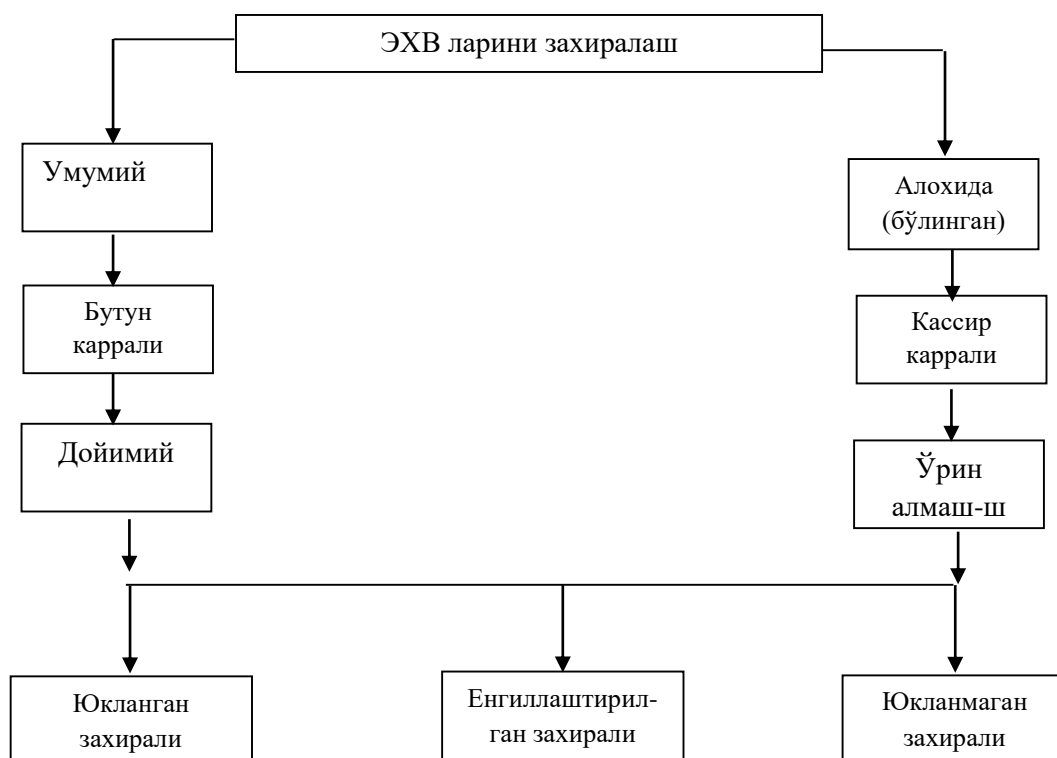 ЭХВ ларини захиралаш
Умумий
Алохида
(бўлинган)
Бутун
каррали
Кассир
каррали
Дойимий
Ўрин
алмаш-ш
Юкланган
захирали
Енгиллаштирил-
ган захирали
Юкланмаган
захирали